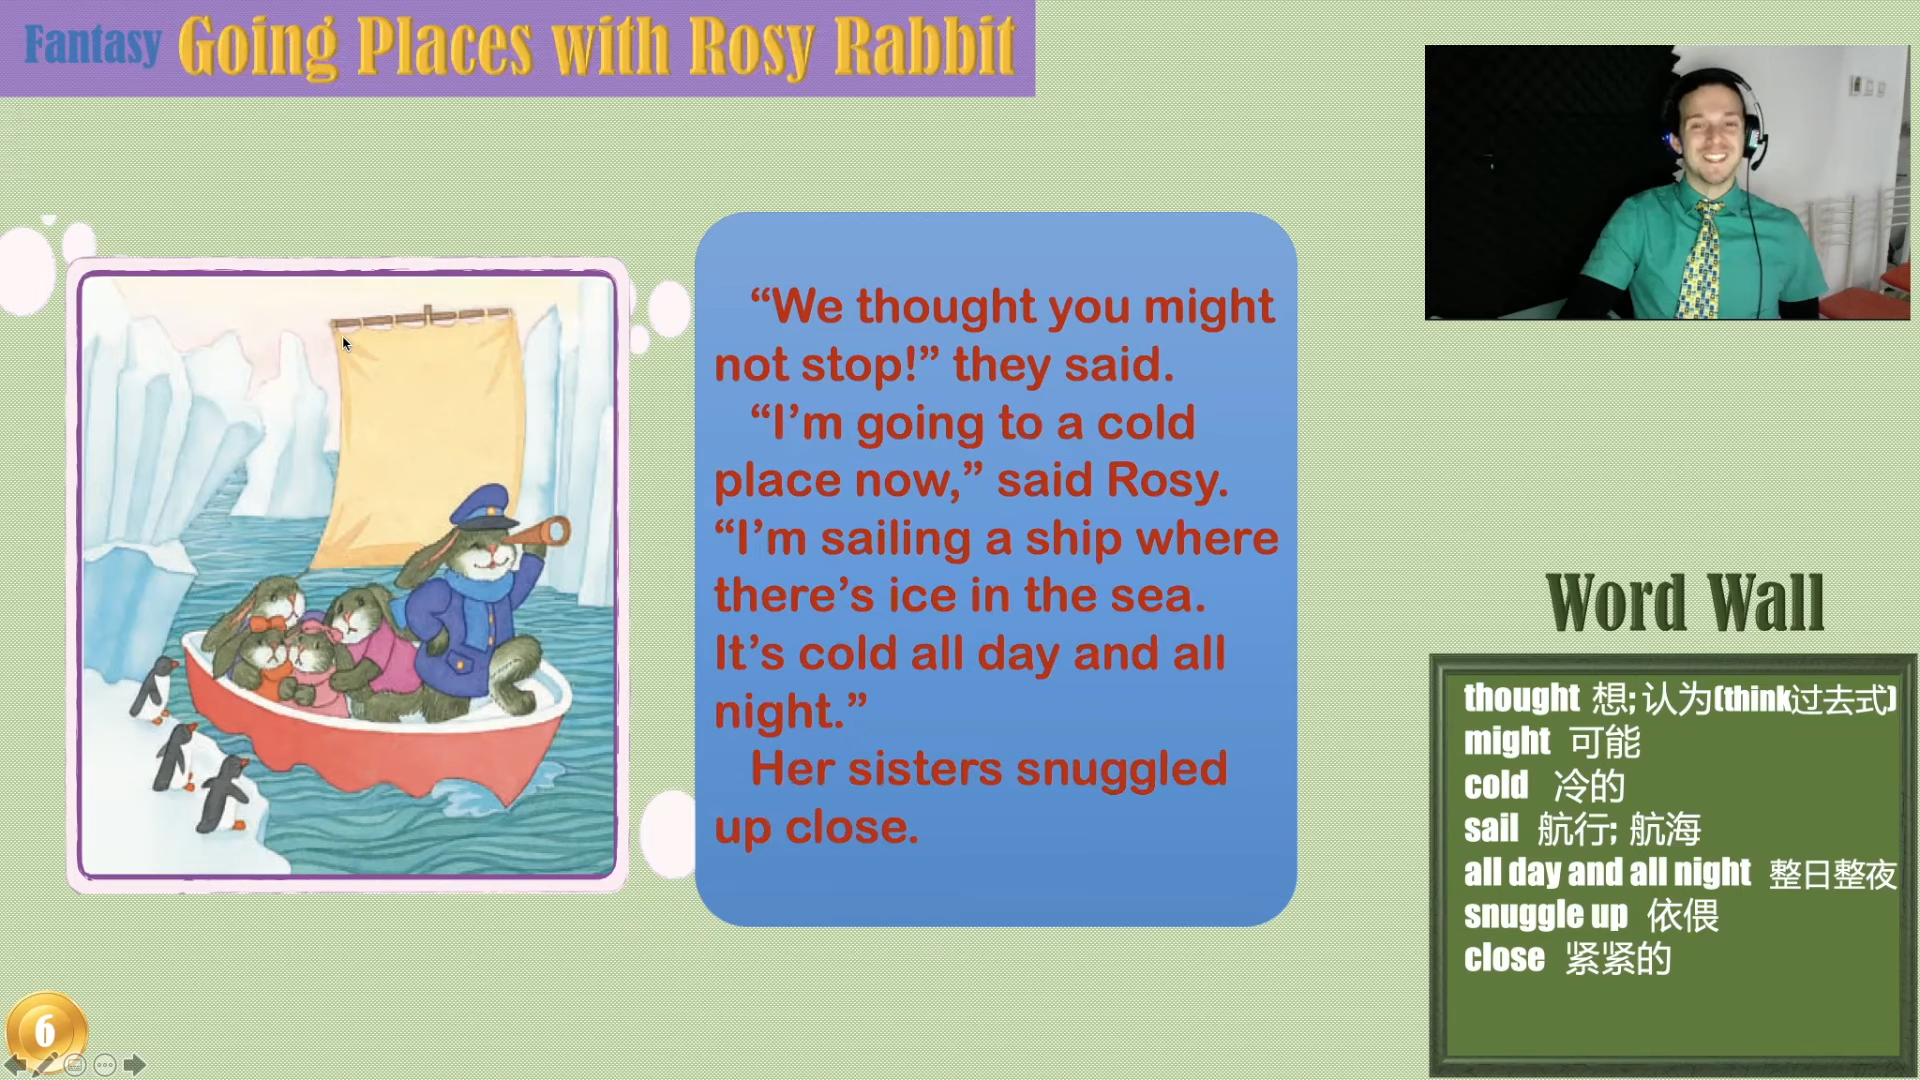 Fantasy Going Places with Rosy Rabbit
“We thought you might
not stop!” they said.
“I’m going to a cold
place now,” said Rosy.
“I’m sailing a ship where
there’s ice in the sea.
It’s cold all day and all
night.”
Her sisters snuggled
up close.
Word Wall
thought 想; 认为(think过去式)
might 可能
cold 冷的
sail 航行; 航海
all day and all night 整日整夜
snuggle up 依偎
close 紧紧的
6